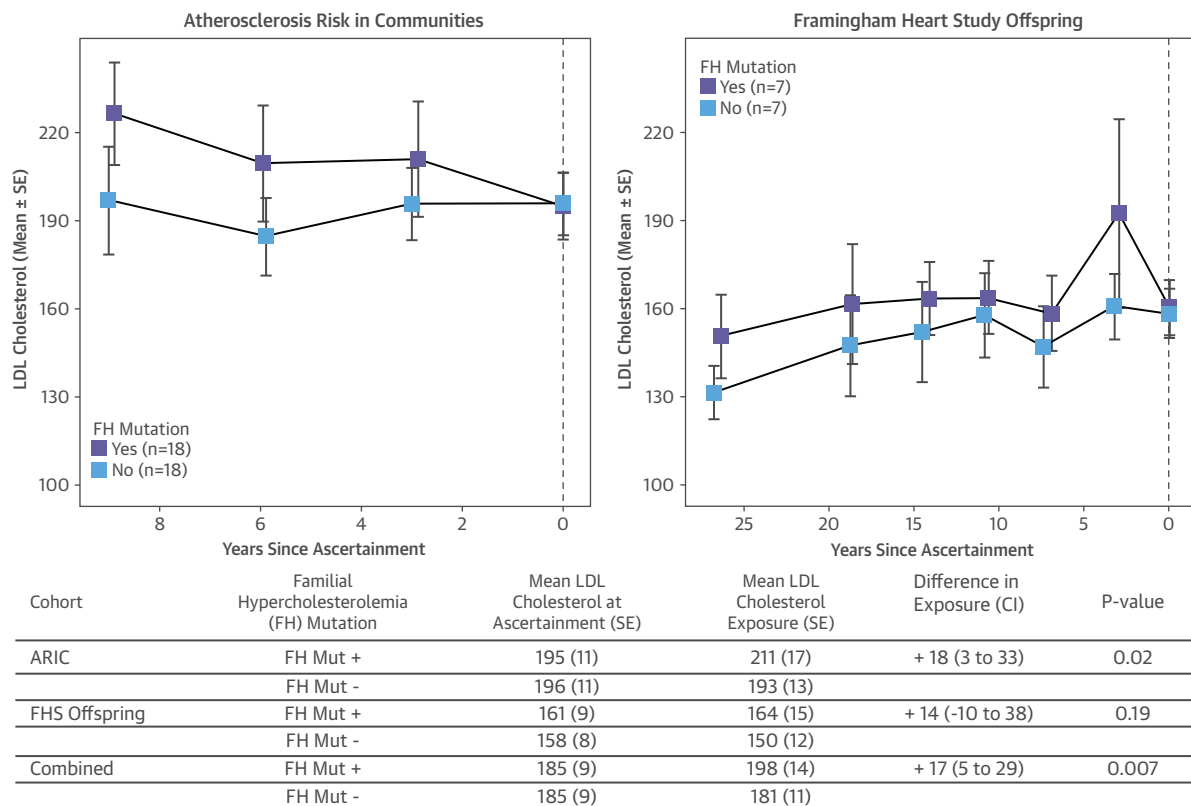 Atherosclerosis Risk in Communities
LDL Cholesterol (Mean ± SE)
220
190
160
130
100
FH Mutation
Yes (n=18)
No (n=18)
8 6 4 2 0
Years Since Ascertainment
Framingham Heart Study Offspring
LDL Cholesterol (Mean ± SE)
FH Mutation
Yes (n=7)
No (n=7)
220
190
160
130
100
25 20 15 10 5 0
Years Since Ascertainment
Cohort
Familial
Hypercholesterolemia
(FH) Mutation
Mean LDL
Cholesterol at
Ascertainment (SE)
Mean LDL
Cholesterol
Exposure (SE)
Difference in
Exposure (CI)
P-value
ARIC FH Mut + 195 (11) 211 (17) + 18 (3 to 33) 0.02
FH Mut - 196 (11) 193 (13)
FHS Offspring FH Mut + 161 (9) 164 (15) + 14 (-10 to 38) 0.19
FH Mut - 158 (8) 150 (12)
Combined FH Mut + 185 (9) 198 (14) + 17 (5 to 29) 0.007
FH Mut - 185 (9) 181 (11)